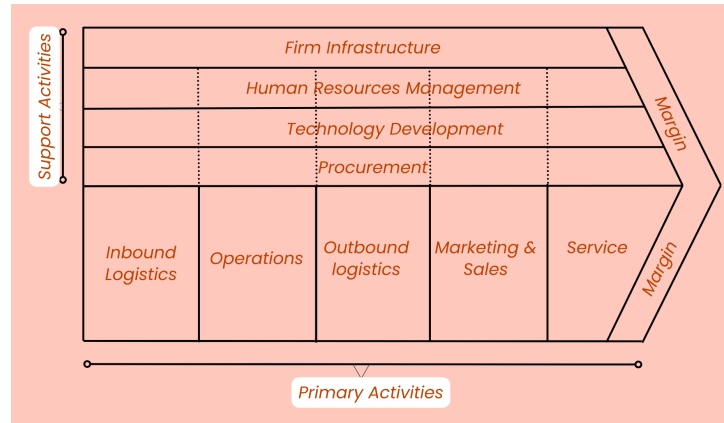 Support Activities
Firm Infrastructure
Human Resources Management
Technology Development
Procurement
Margin
Inbound
Logistics
Operations
Outbound
logistics
Marketing &
Sales
Service
Margin
Primary Activities